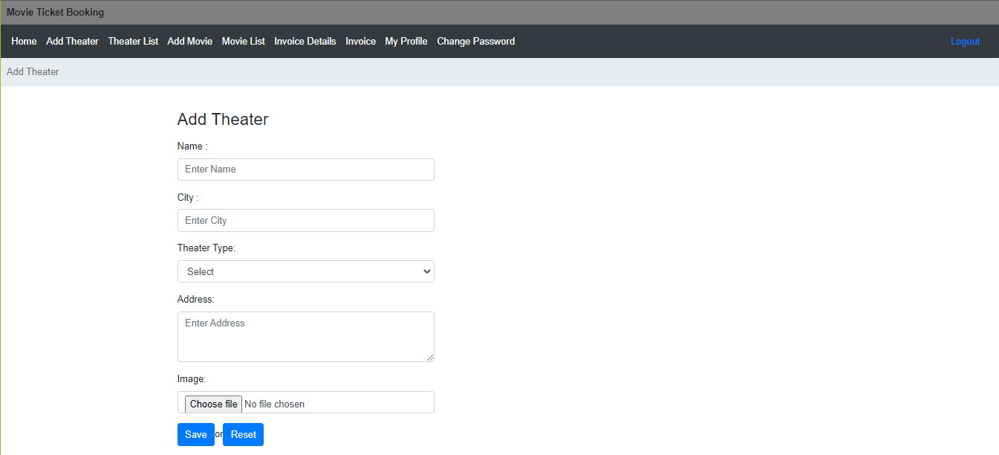 Movie Ticket Booking
Home Add Theater Theater List Add Movie Movie List Invoice Details Invoice My Profile Change Password Logout
Add Theater
Add Theater
Name :
Enter Name
City :
Enter City
Theater Type:
Select
Address:
Enter Address
Image:
Choose file No file chosen
Save or Reset